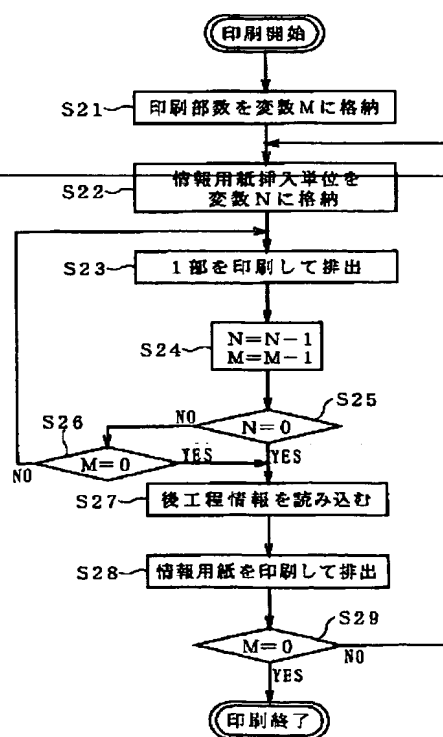 印刷開始
S21
印刷部数を変数Mに格納
S22
情報用紙挿入単位を
変数Nに格納
S23
1部を印刷して排出
S24
N=N-1
M=M-1
S25
N=0
NO
YES
S26
M=0
YES
NO
S27
後工程情報を読み込む
S28
情報用紙を印刷して排出
S29
M=0
NO
YES
印刷終了